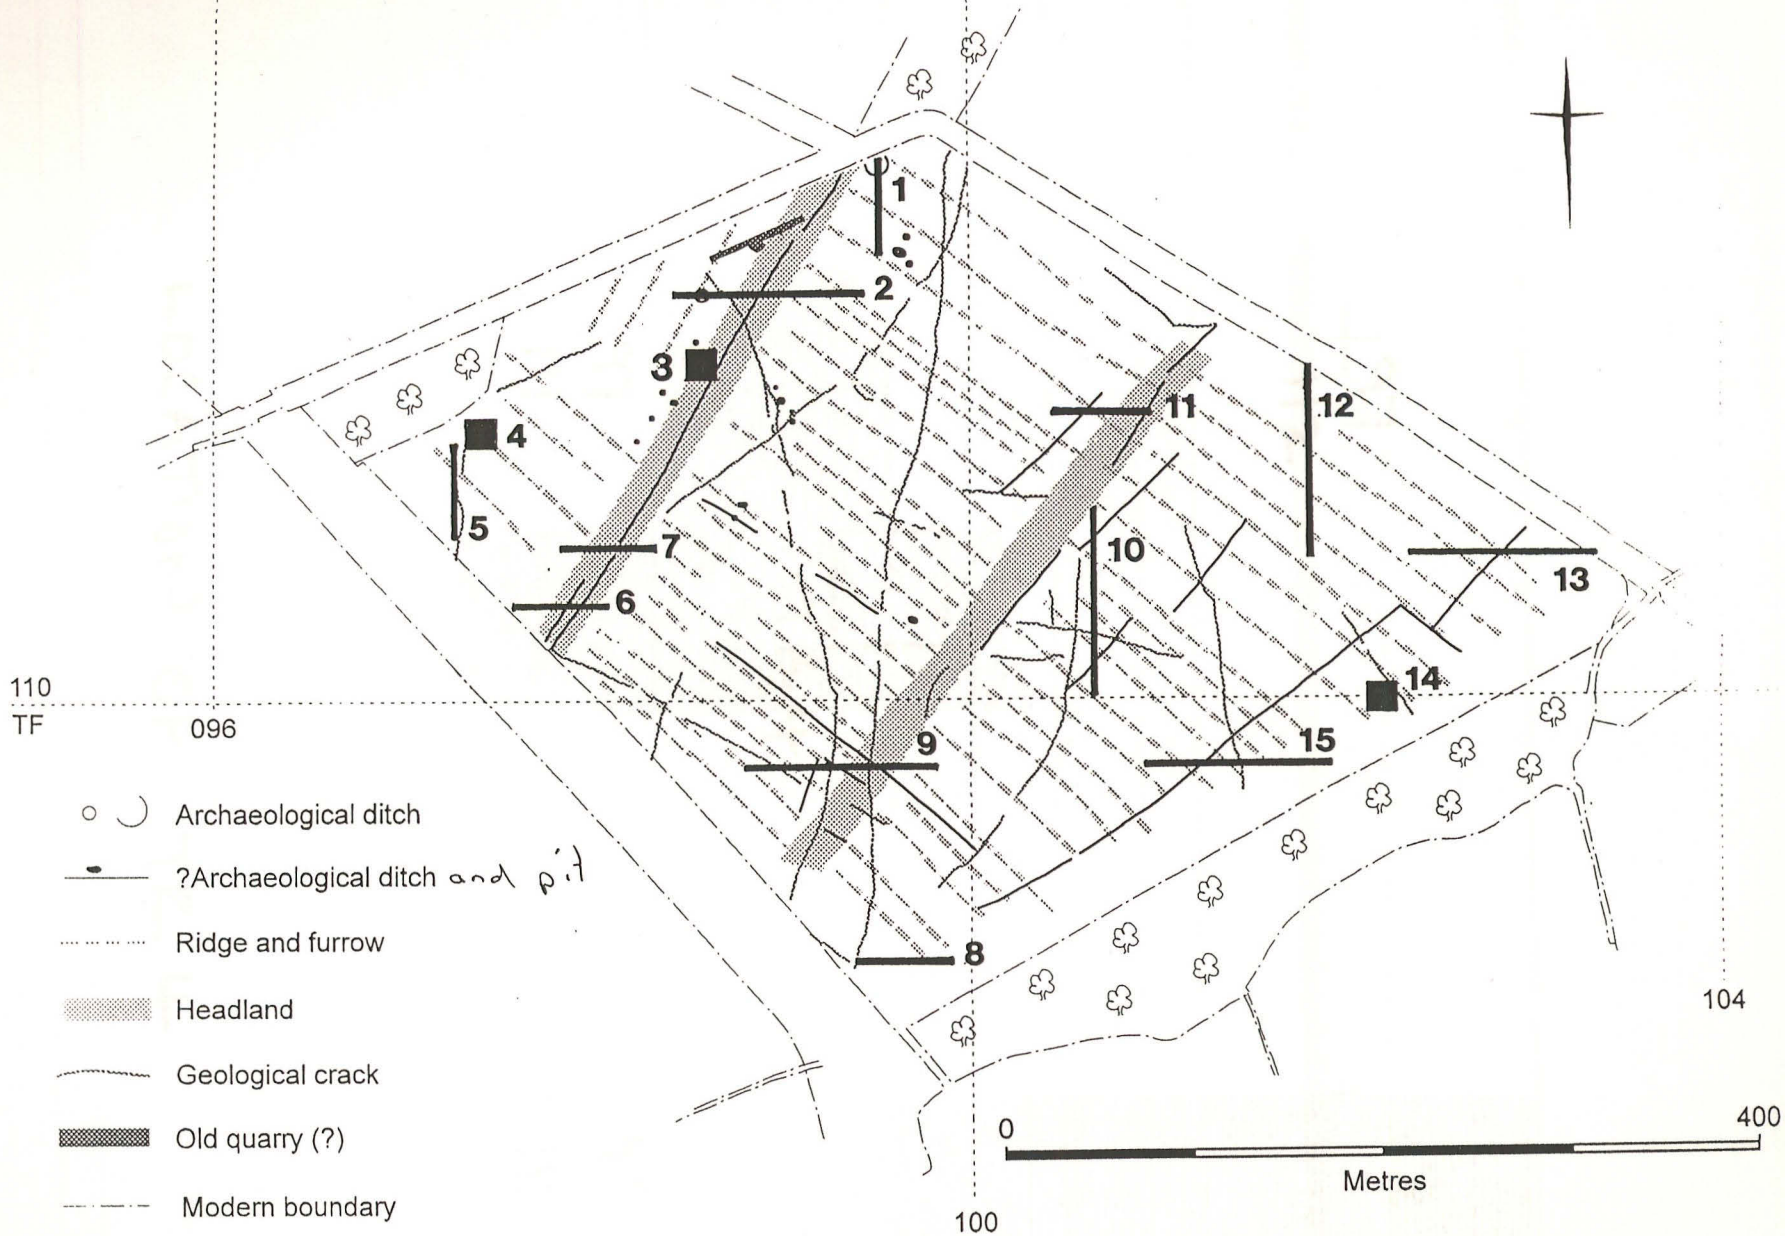 1
2
3
4
11
12
5
7
10
13
6
110
TF
096
14
9
15
Archaeological ditch
?Archaeological ditch and pit
Ridge and furrow
8
Headland
104
Geological crack
0
400
Old quarry (?)
Metres
Modern boundary
100